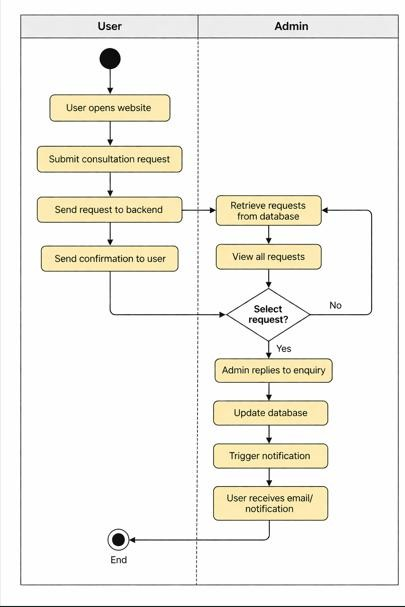 User
Admin
User opens website
Submit consultation request
Send request to backend
Retrieve requests
from database
Send confirmation to user
View all requests
Select
request?
No
Yes
Admin replies to enquiry
Update database
Trigger notification
User receives email/
notification
End